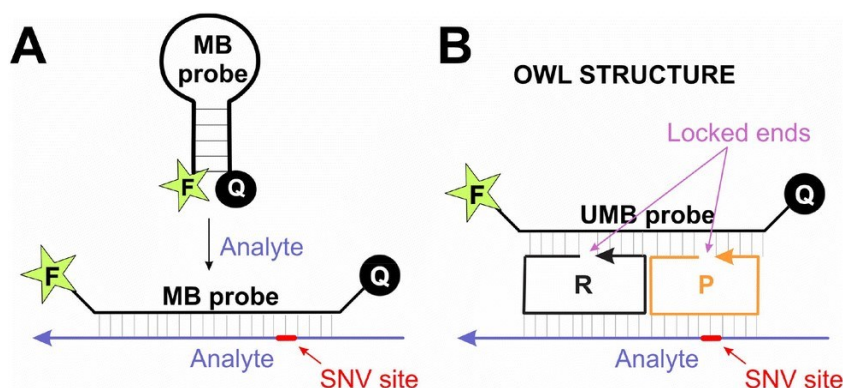 A
MB
probe
F
Q
Analyte
F
MB probe
Q
Analyte
SNV site
B
OWL STRUCTURE
Locked ends
F
UMB probe
Q
R
P
Analyte
SNV site